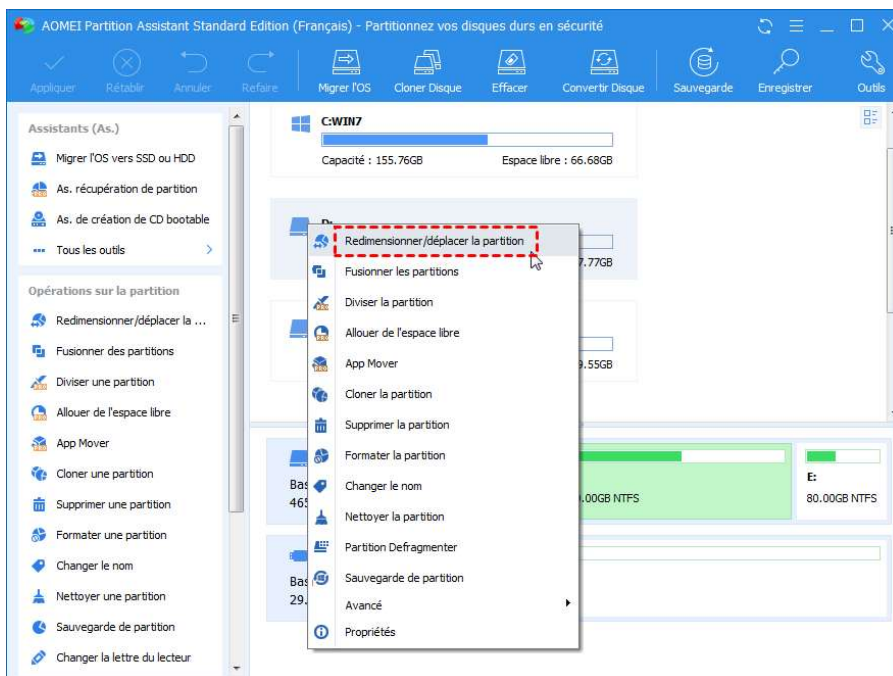 AOMEI Partition Assistant Standard Edition (Français) - Partitionnez vos disques durs en sécurité
Appliquer Rétablir Annuler Refaire Migrer l'OS Cloner Disque Effacer Convertir Disque Sauvegarde Enregistrer Outils
Assistants (As.)
Migrer l'OS vers SSD ou HDD
As. récupération de partition
As. de création de CD bootable
Tous les outils
Opérations sur la partition
Redimensionner/déplacer la ...
Fusionner des partitions
Diviser une partition
Allouer de l'espace libre
App Mover
Cloner une partition
Supprimer une partition
Formater une partition
Changer le nom
Nettoyer une partition
Sauvegarde de partition
Changer la lettre du lecteur
C:WIN7
Capacité : 155.76GB Espace libre : 66.68GB
D:
7.77GB
9.55GB
Redimensionner/déplacer la partition
Fusionner les partitions
Diviser la partition
Allouer de l'espace libre
App Mover
Cloner la partition
Supprimer la partition
Formater la partition
Changer le nom
Nettoyer la partition
Partition Defragmenter
Sauvegarde de partition
Avancé
Propriétés
Bas
465
.00GB NTFS
E:
80.00GB NTFS
Bas
29.